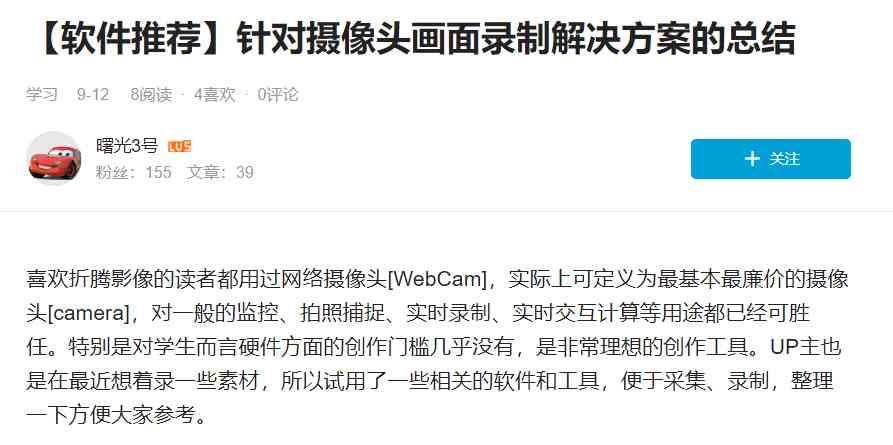 【软件推荐】针对摄像头画面录制解决方案的总结
学习 9-12 8阅读 · 4喜欢 · 0评论
曙光3号 LV5
粉丝：155 文章：39
+ 关注
喜欢折腾影像的读者都用过网络摄像头[WebCam]，实际上可定义为最基本最廉价的摄像
头[camera]，对一般的监控、拍照捕捉、实时录制、实时交互计算等用途都已经可胜
任。特别是对学生而言硬件方面的创作门槛几乎没有，是非常理想的创作工具。UP主也
是在最近想着录一些素材，所以试用了一些相关的软件和工具，便于采集、录制，整理
一下方便大家参考。